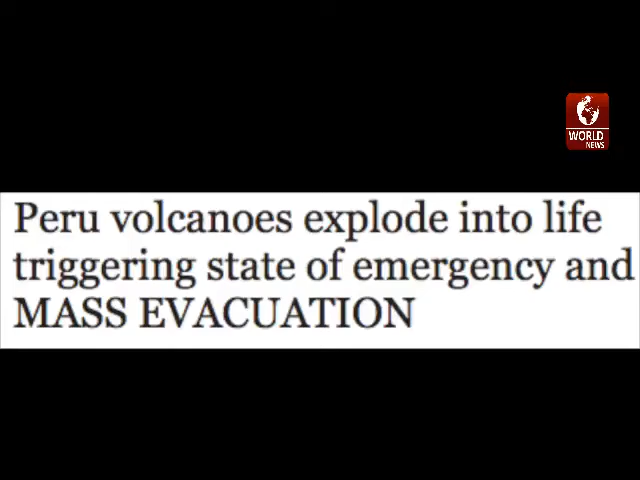 WORLD
NEWS
Peru volcanoes explode into life
triggering state of emergency and
MASS EVACUATION